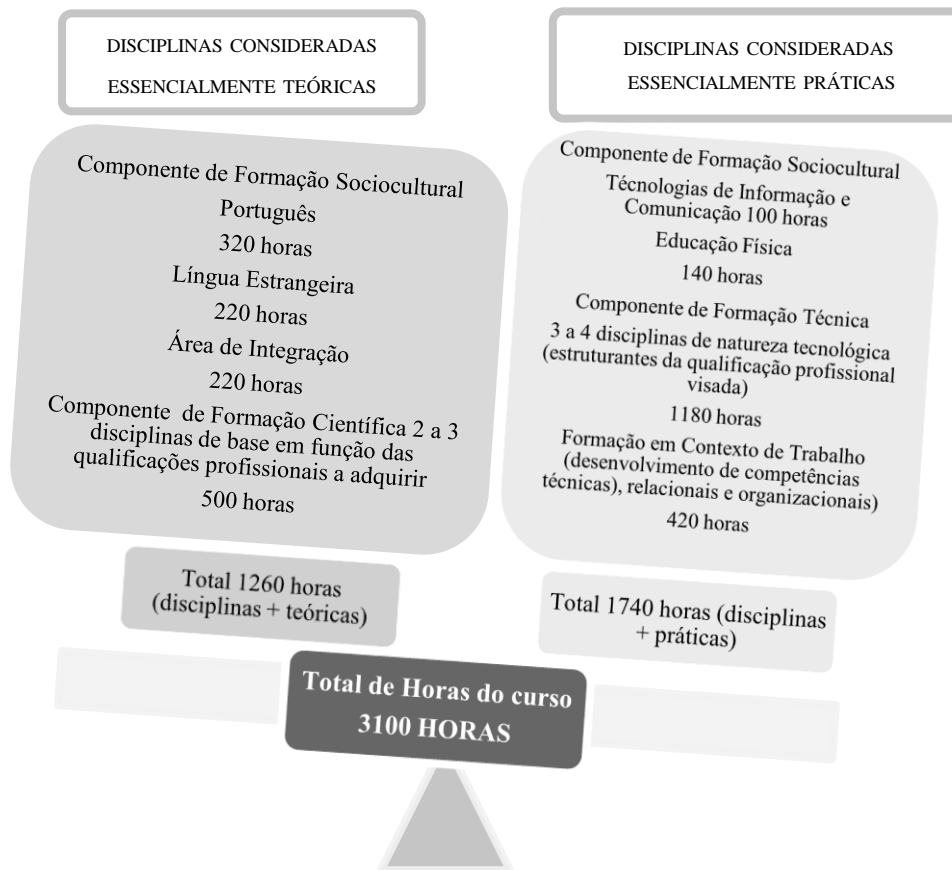 DISCIPLINAS CONSIDERADAS
ESSENCIALMENTE TEÓRICAS
Componente de Formação Sociocultural
Português
320 horas
Língua Estrangeira
220 horas
Área de Integração
220 horas
Componente de Formação Científica 2 a 3
disciplinas de base em função das
qualificações profissionais a adquirir
500 horas
Total 1260 horas
(disciplinas + teóricas)
DISCIPLINAS CONSIDERADAS
ESSENCIALMENTE PRÁTICAS
Componente de Formação Sociocultural
Técnologias de Informação e
Comunicação 100 horas
Educação Física
140 horas
Componente de Formação Técnica
3 a 4 disciplinas de natureza tecnológica
(estruturantes da qualificação profissional
visada)
1180 horas
Formação em Contexto de Trabalho
(desenvolvimento de competências
técnicas), relacionais e organizacionais)
420 horas
Total 1740 horas (disciplinas
+ práticas)
Total de Horas do curso
3100 HORAS